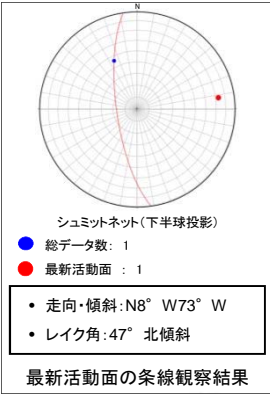 N
シュミットネット(下半球投影)
総データ数: 1
最新活動面 : 1
• 走向・傾斜:N8°W73°W
• レイク角:47°北傾斜
最新活動面の条線観察結果